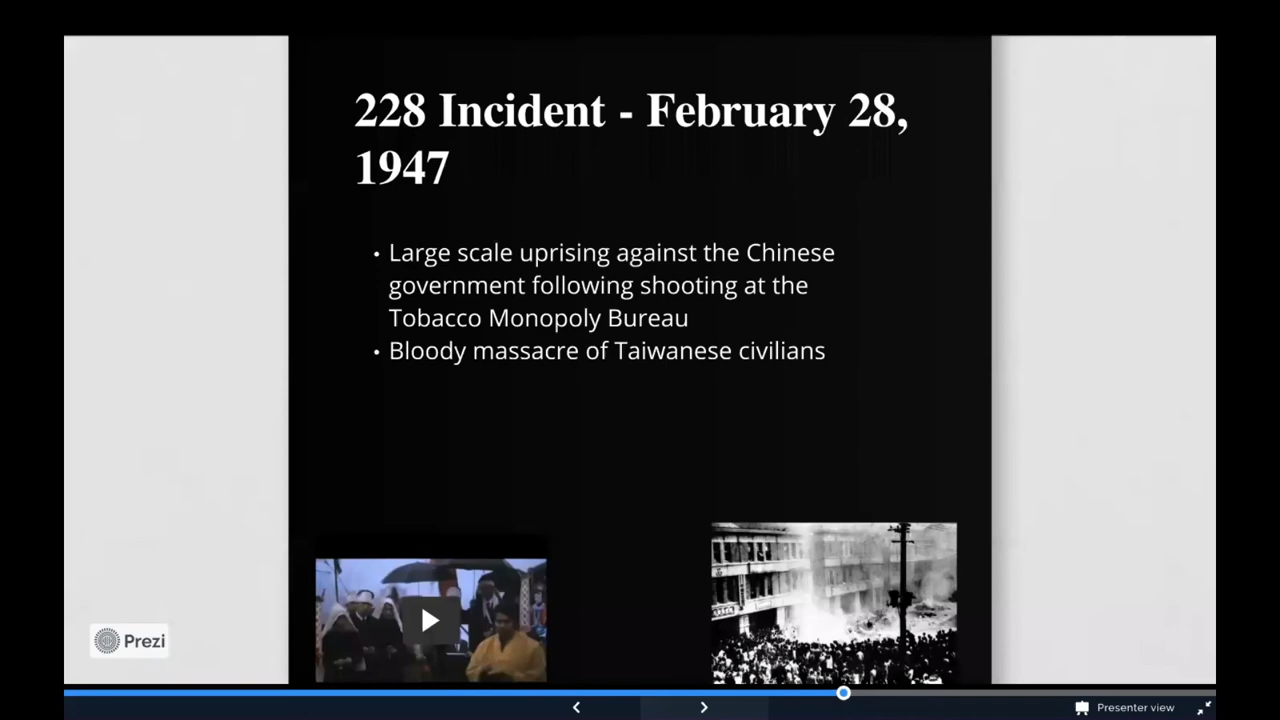 228 Incident - February 28,
1947
• Large scale uprising against the Chinese
government following shooting at the
Tobacco Monopoly Bureau
• Bloody massacre of Taiwanese civilians
Prezi
Presenter view